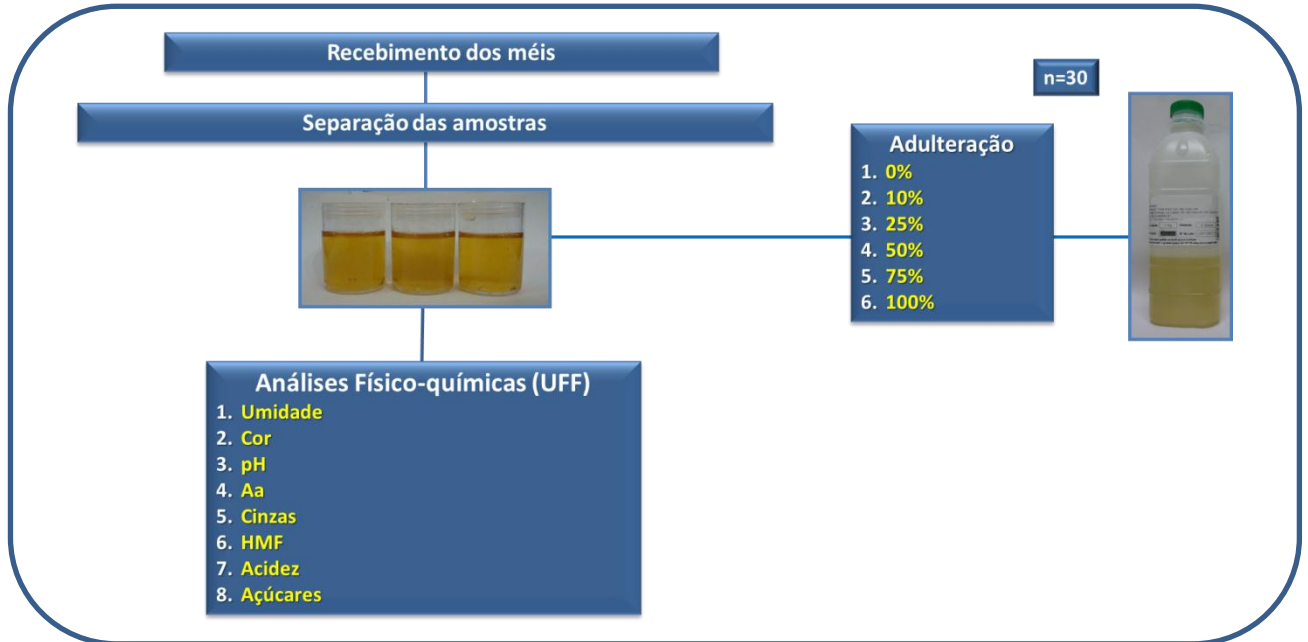 Recebimento dos méis
Separação das amostras
n=30
Adulteração
1. 0%
2. 10%
3. 25%
4. 50%
5. 75%
6. 100%
Análises Físico-químicas (UFF)
1. Umidade
2. Cor
3. pH
4. Aa
5. Cinzas
6. HMF
7. Acidez
8. Açúcares